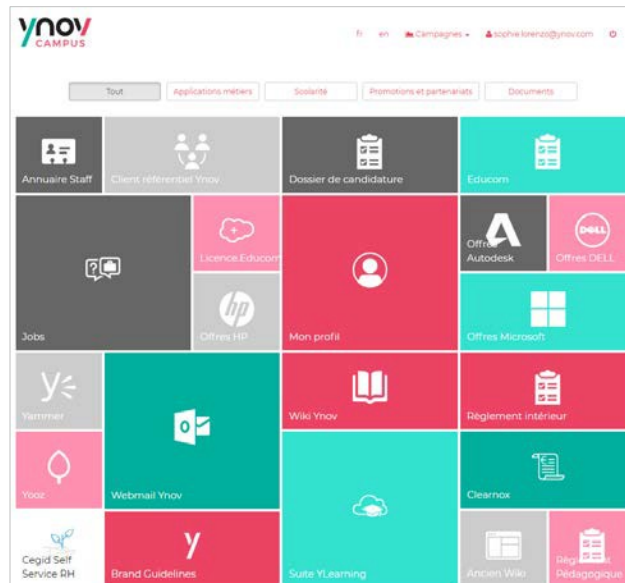 ynov
CAMPUS
fr en Campagnes sophie.lorenzo@ynov.com
Tout Applications métiers Scolarité Promotions et partenariats Documents
Annuaire Staff
Client référentiel Ynov
Dossier de candidature
Educom
Jobs
Licence.Educom
hp
Offres HP
Mon profil
Offres
Autodesk
DELL
Offres DELL
Offres Microsoft
Yammer
Webmail Ynov
Wiki Ynov
Règlement intérieur
Yooz
Suite YLearning
Clearnox
Cegid Self
Service RH
Brand Guidelines
Ancien Wiki
Règlement
Pédagogique